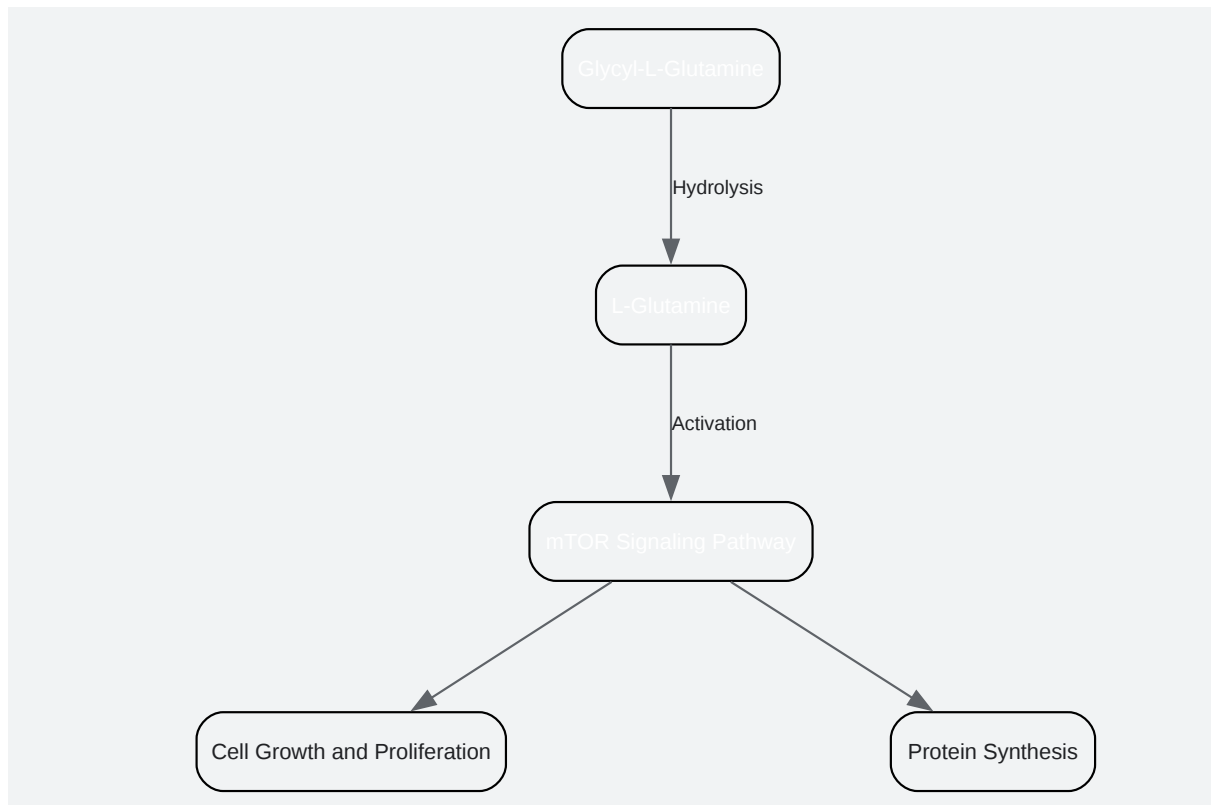 Glycyl-L-Glutamine
Hydrolysis
L-Glutamine
Activation
mTOR Signaling Pathway
Cell Growth and Proliferation
Protein Synthesis